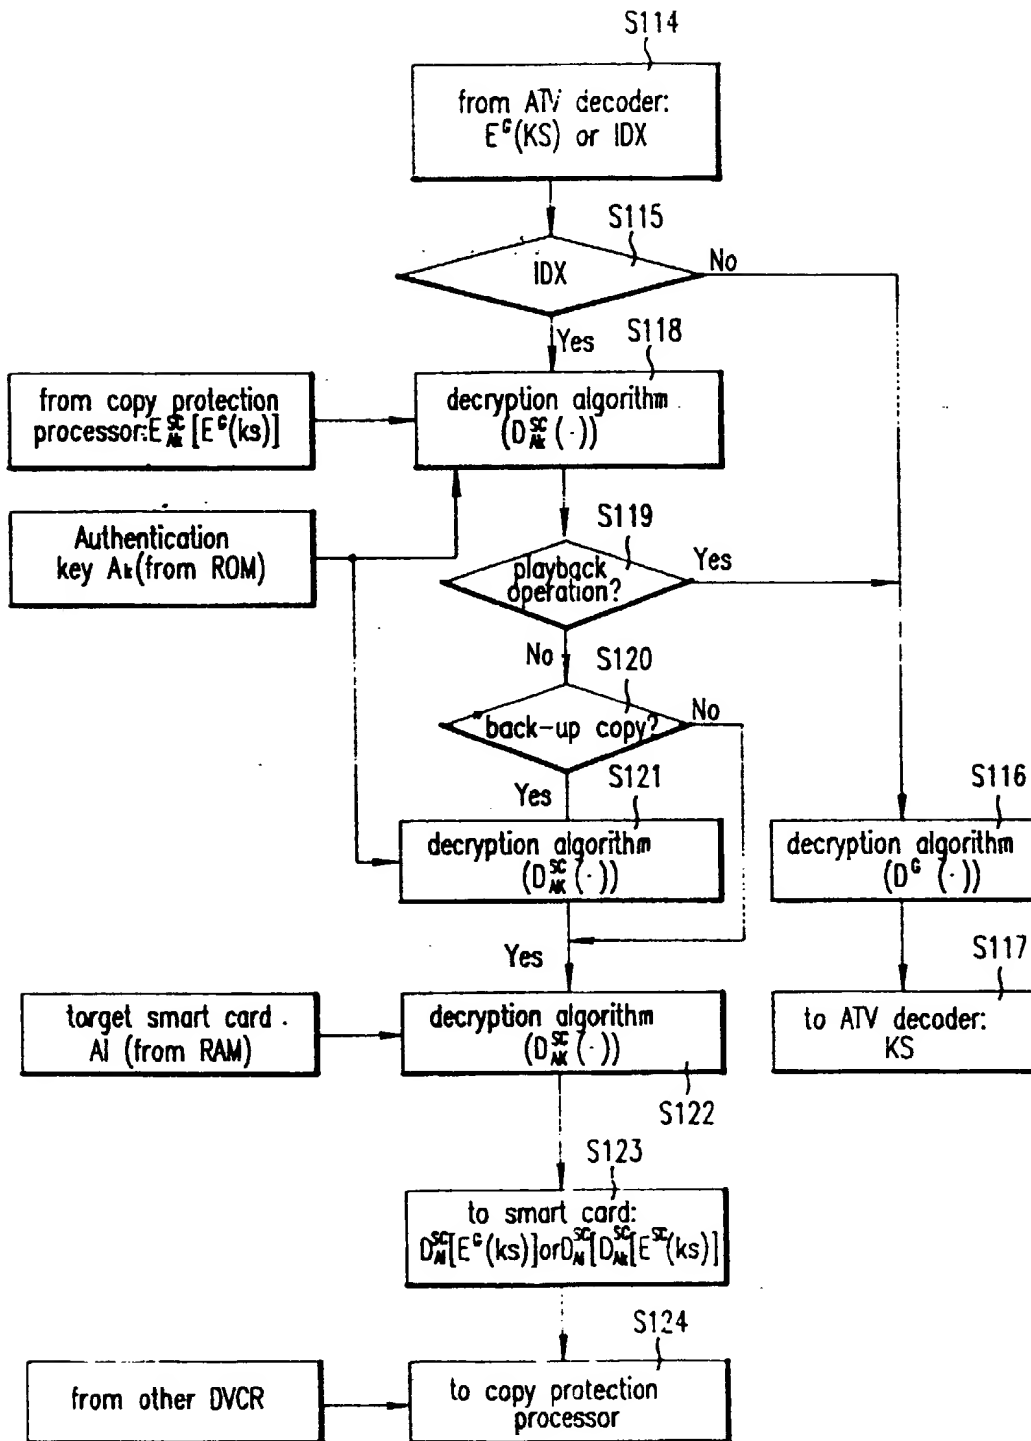 S114
from ATV decoder:
E^G(KS) or IDX
S115
IDX
No
Yes
S118
from copy protection
processor:E^SC_Ak[E^G(ks)]
decryption algorithm
(D^SC_Ak(·))
Authentication
key Ak(from ROM)
S119
playback
operation?
Yes
No
S120
back-up copy?
No
Yes
S121
decryption algorithm
(D^SC_AK(·))
S116
decryption algorithm
(D^G (·))
Yes
S117
to ATV decoder:
KS
target smart card
AI (from RAM)
decryption algorithm
(D^SC_AK(·))
S122
S123
to smart card:
D^SC_AI[E^G(ks)]orD^SC_AI[D^SC_Ak[E^SC(ks)]
S124
from other DVCR
to copy protection
processor